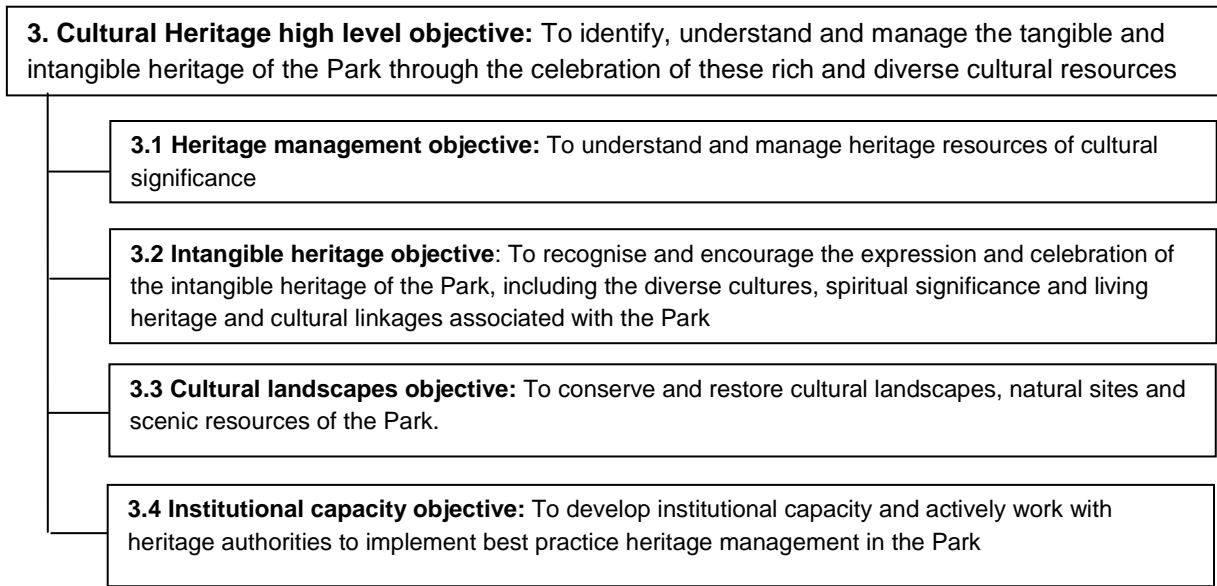 3. Cultural Heritage high level objective: To identify, understand and manage the tangible and
intangible heritage of the Park through the celebration of these rich and diverse cultural resources
3.1 Heritage management objective: To understand and manage heritage resources of cultural
significance
3.2 Intangible heritage objective: To recognise and encourage the expression and celebration of
the intangible heritage of the Park, including the diverse cultures, spiritual significance and living
heritage and cultural linkages associated with the Park
3.3 Cultural landscapes objective: To conserve and restore cultural landscapes, natural sites and
scenic resources of the Park.
3.4 Institutional capacity objective: To develop institutional capacity and actively work with
heritage authorities to implement best practice heritage management in the Park